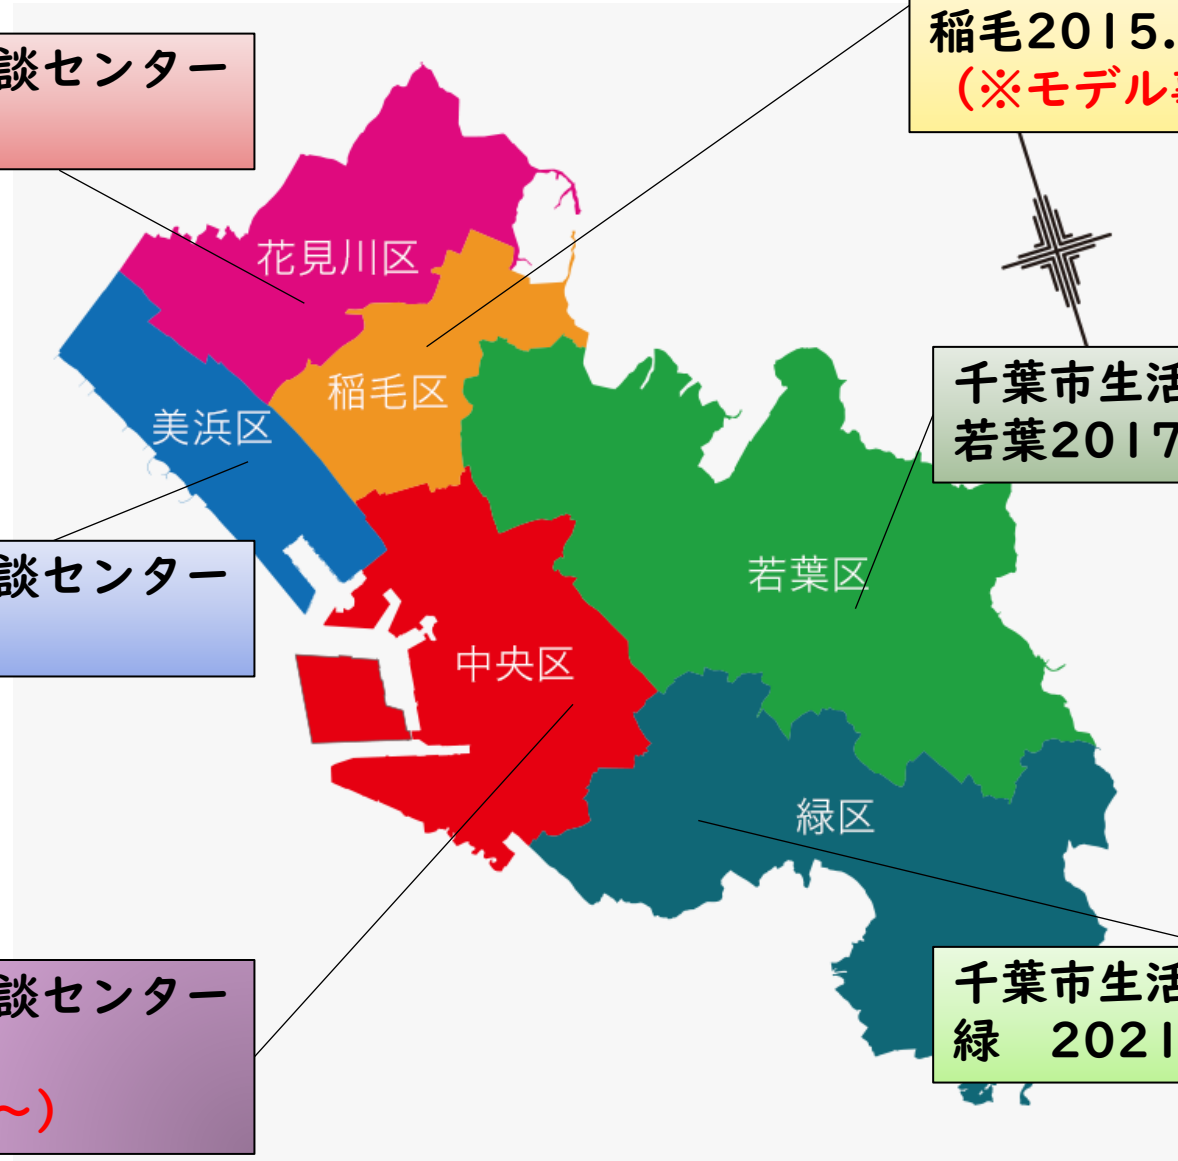 稲毛2015.
（※モデル
談センター
花見川区
稲毛区
千葉市生活
若葉2017
美浜区
談センター
若葉区
中央区
緑区
談センター
～）
千葉市生活
緑　2021